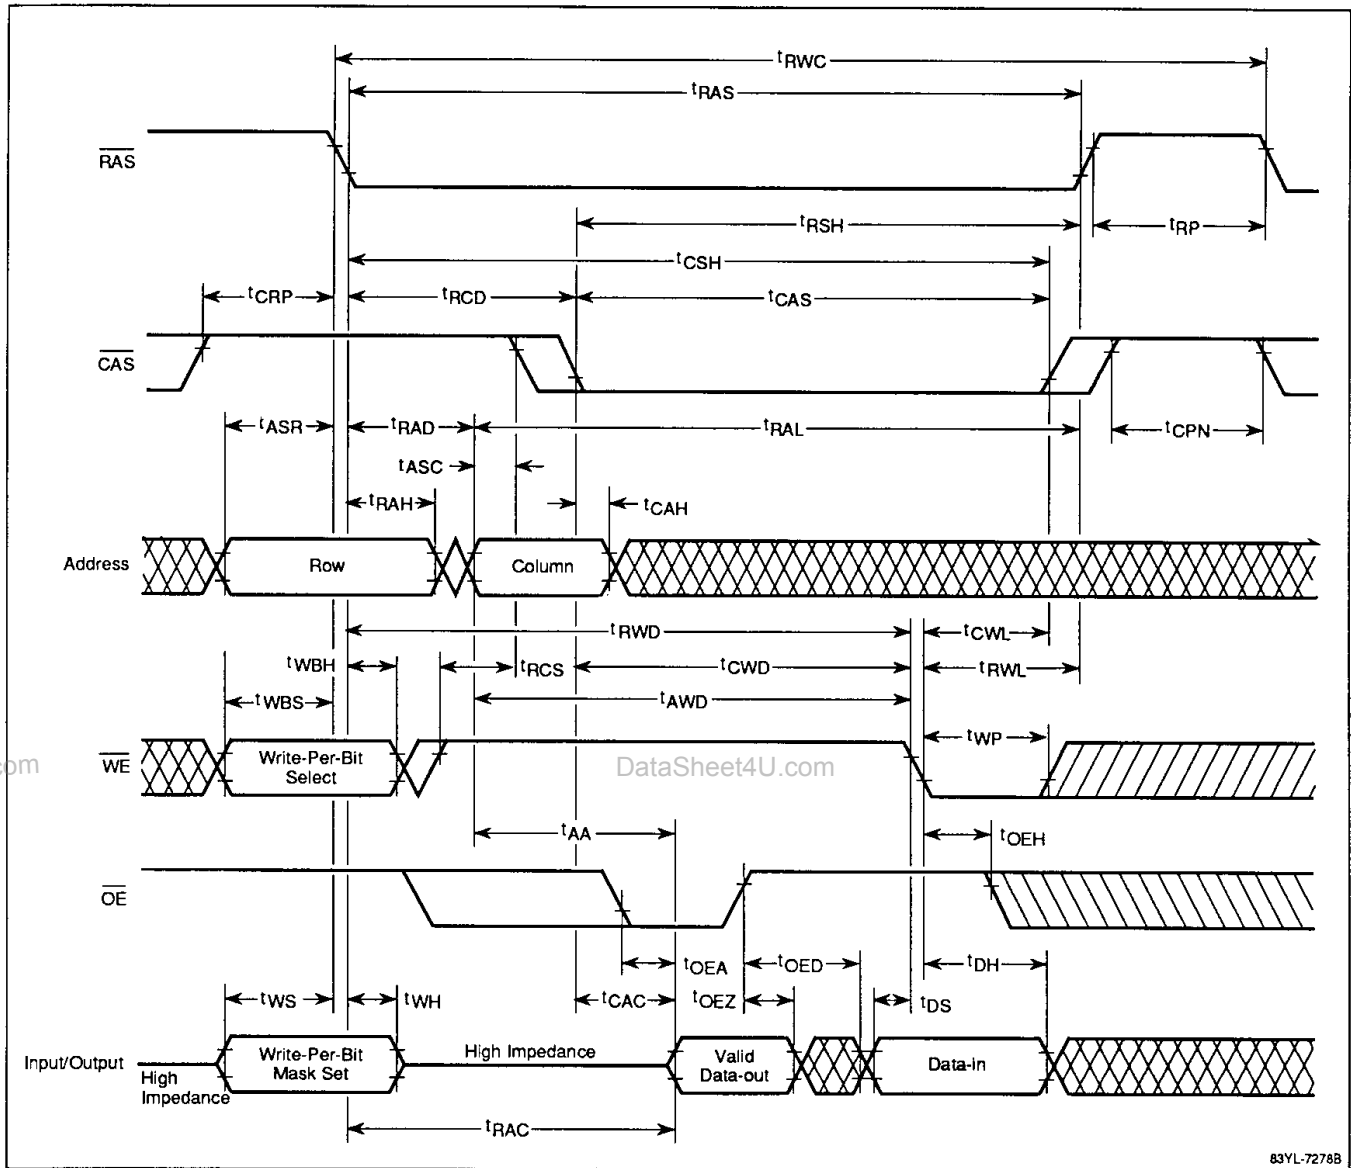 tRWC
tRAS
RAS
tRSH
tRP
tCSH
tCRP
tRCD
tCAS
CAS
tASR
tRAD
tRAL
tCPN
tASC
tRAH
tCAH
Address
Row
Column
tRWD
tCWL
tWBH
tRCS
tCWD
tRWL
tWBS
tAWD
tWP
WE
Write-Per-Bit
Select
com
DataSheet4U.com
tAA
tOEH
OE
tOEA
tOED
tDH
tWS
tWH
tCAC
tOEZ
tDS
Input/Output
High
Impedance
Write-Per-Bit
Mask Set
High Impedance
Valid
Data-out
Data-in
tRAC
83YL-7278B